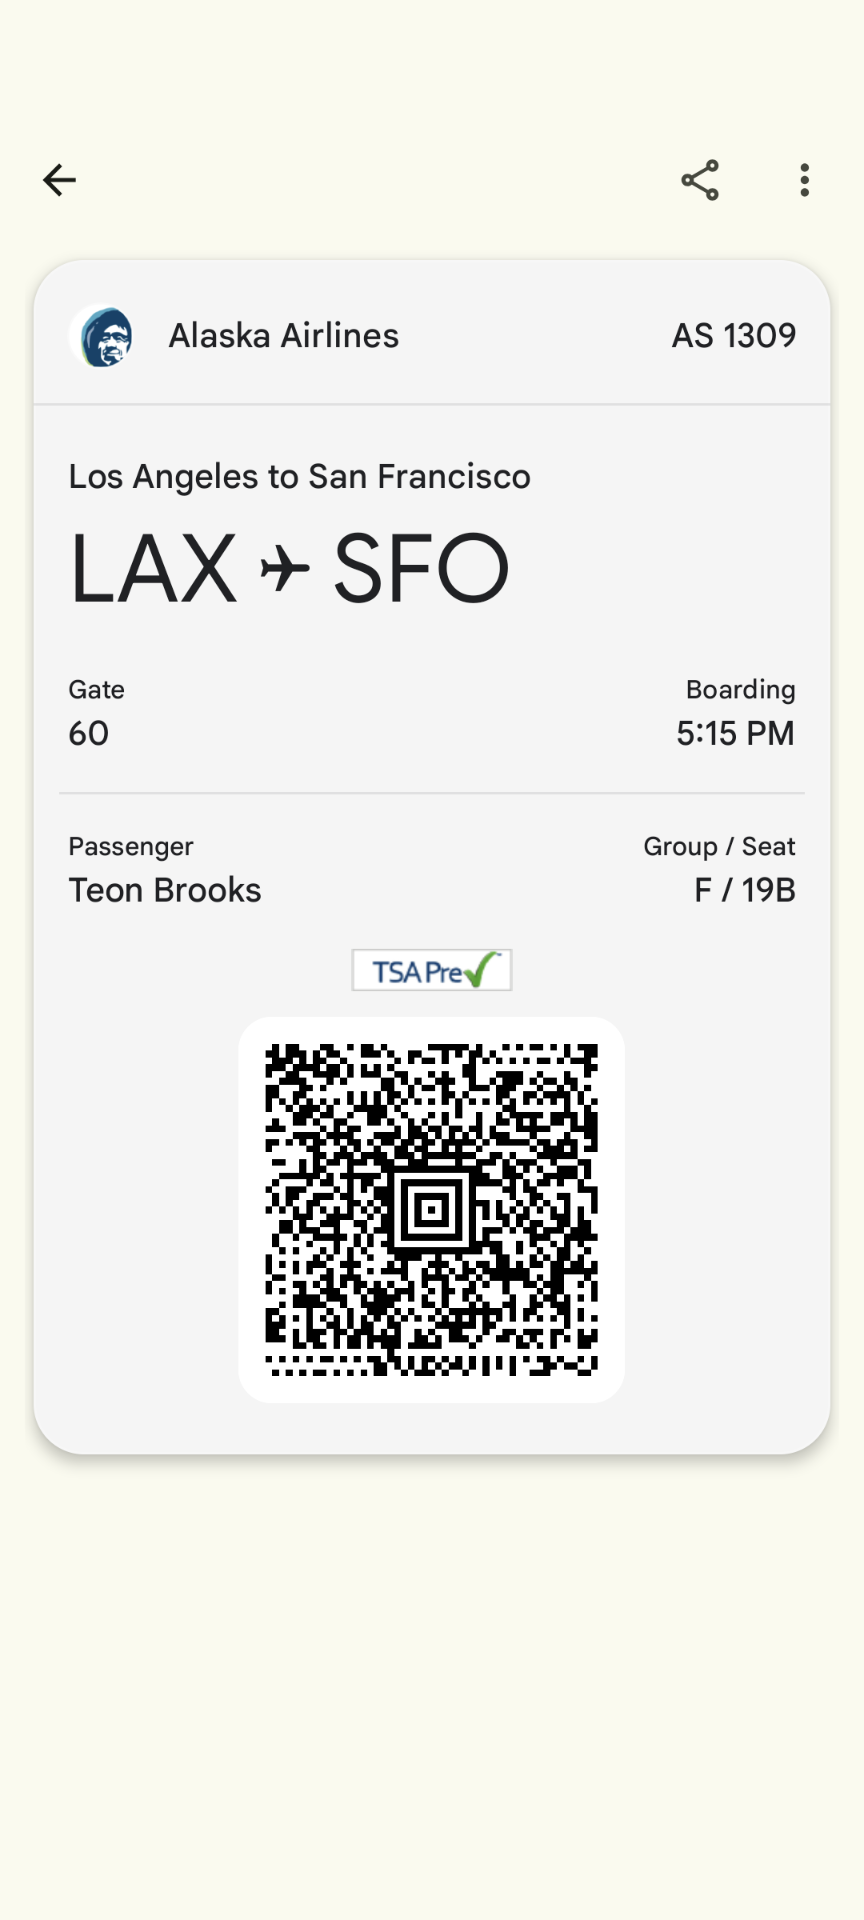 Alaska Airlines AS 1309
Los Angeles to San Francisco
LAX SFO
Gate Boarding
60 5:15 PM
Passenger Group / Seat
Teon Brooks F / 19B
TSA Pre